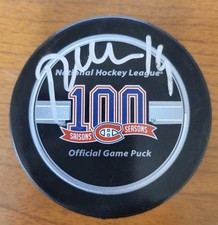 National Hockey League
100
SAISONS SEASONS
Official Game Puck